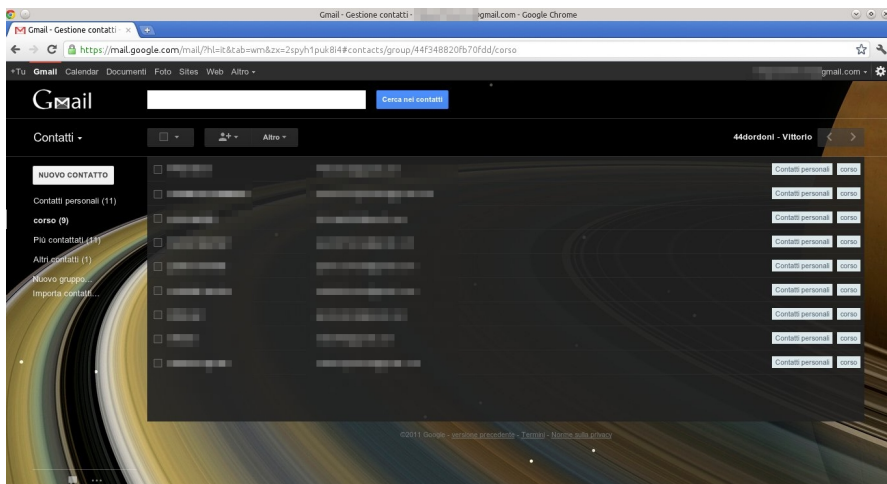 Gmail - Gestione contatti - @gmail.com - Google Chrome
Gmail - Gestione contatti -
https://mail.google.com/mail/?hl=it&tab=wm&zx=2spyh1puk8i4#contacts/group/44f348820fb70fdd/corso
+Tu Gmail Calendar Documenti Foto Sites Web Altro
gmail.com
Gmail
Cerca nei contatti
Contatti
Altro
44dordoni - Vittorio
NUOVO CONTATTO
Contatti personali (11)
corso (9)
Più contattati (11)
Altri contatti (1)
Nuovo gruppo...
Importa contatti...
Contatti personali corso
Contatti personali corso
Contatti personali corso
Contatti personali corso
Contatti personali corso
Contatti personali corso
Contatti personali corso
Contatti personali corso
Contatti personali corso
©2011 Google - versione precedente - Termini - Norme sulla privacy